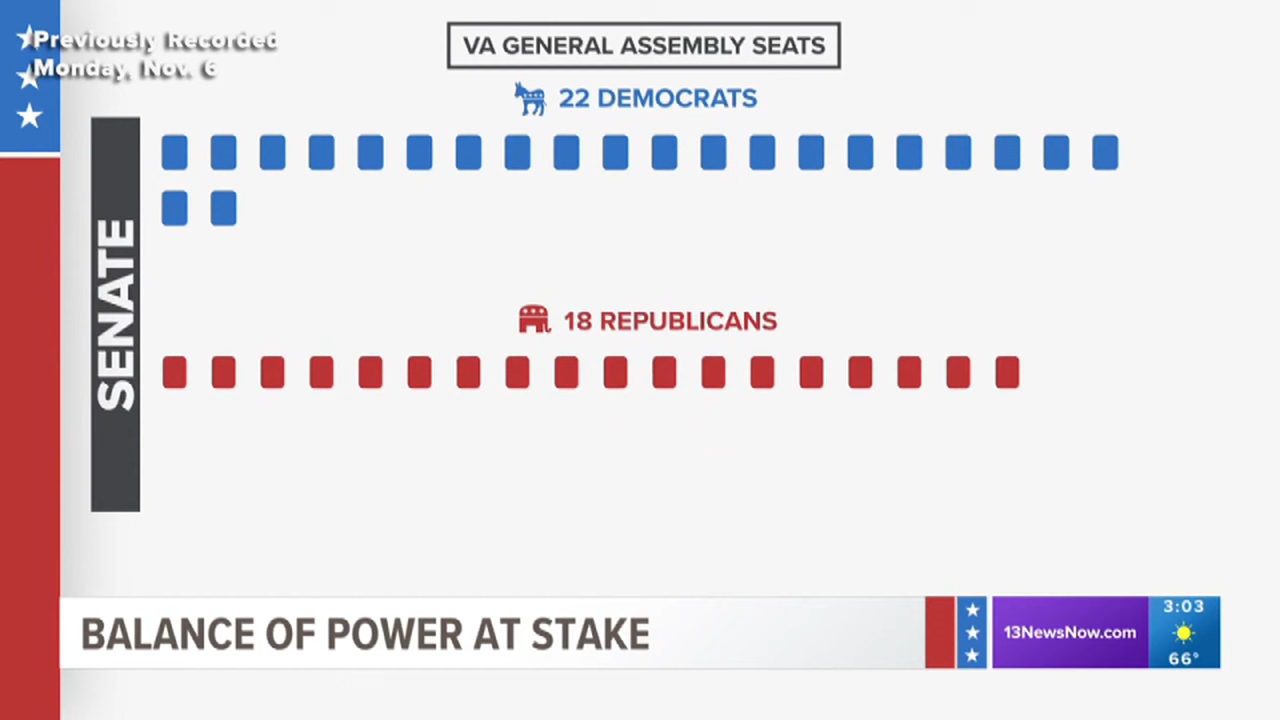 Previously Recorded
Monday, Nov. 6
VA GENERAL ASSEMBLY SEATS
22 DEMOCRATS
SENATE
18 REPUBLICANS
BALANCE OF POWER AT STAKE
13NewsNow.com
3:03
66°